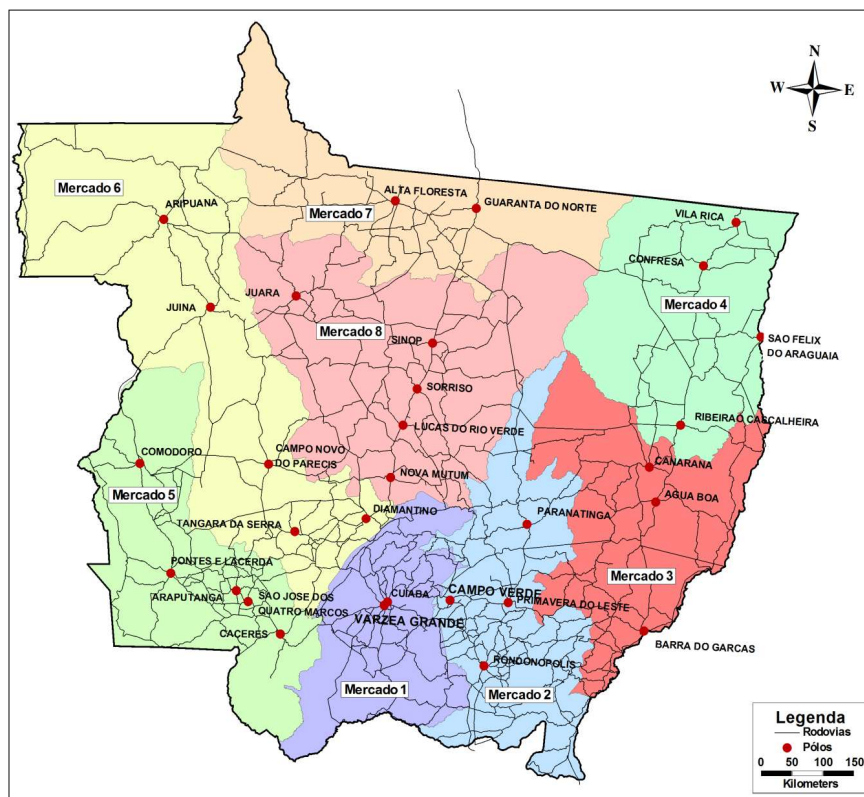 N
W E
S
Mercado 6
ARIPUANA
ALTA FLORESTA
GUARANTA DO NORTE
Mercado 7
VILA RICA
CONFRESA
Mercado 4
JUARA
JUINA
Mercado 8
SINOP
SAO FELIX
DO ARAGUAIA
SORRISO
LUCAS DO RIO VERDE
RIBEIRAO CASCALHEIRA
COMODORO
CAMPO NOVO
DO PARECIS
CANARANA
Mercado 5
NOVA MUTUM
AGUA BOA
DIAMANTINO
TANGARA DA SERRA
PARANATINGA
PONTES E LACERDA
Mercado 3
ARAPUTANGA
SAO JOSE DOS
QUATRO MARCOS
CUIABA
CAMPO VERDE
PRIMAVERA DO LESTE
VARZEA GRANDE
CACERES
BARRA DO GARCAS
RONDONOPOLIS
Mercado 1
Mercado 2
Legenda
Rodovias
Pólos
0 50 100 150
Kilometers